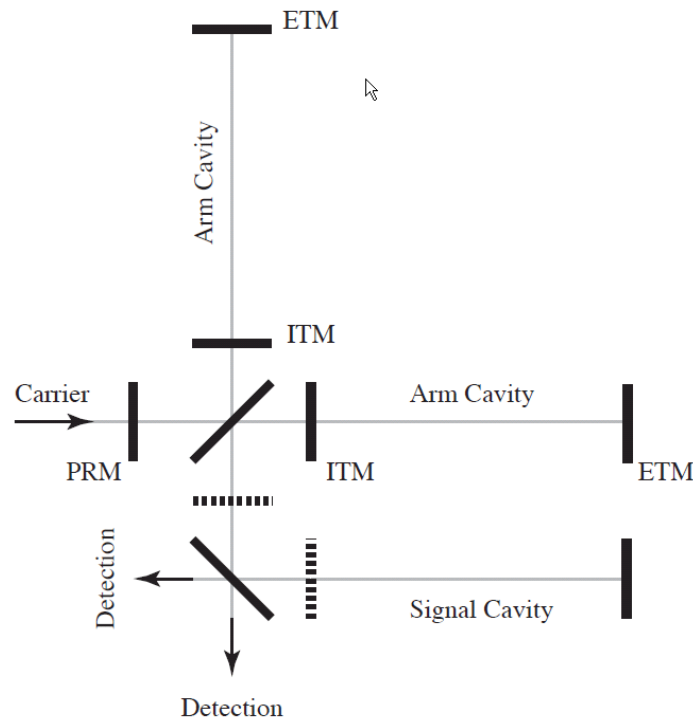 ETM
Arm Cavity
ITM
Carrier
Arm Cavity
PRM
ITM
ETM
Detection
Signal Cavity
Detection